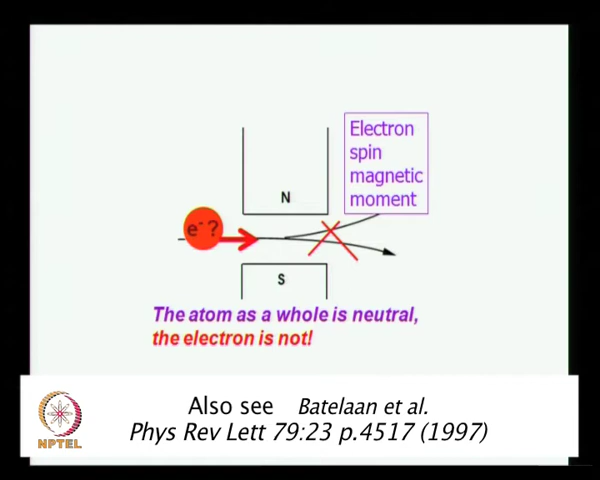 Electron
spin
magnetic
moment
N
e⁻?
S
The atom as a whole is neutral,
the electron is not!
Also see Batelaan et al.
Phys Rev Lett 79:23 p.4517 (1997)
NPTEL